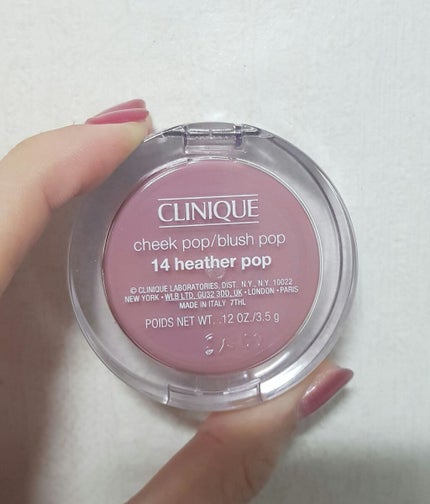 CLINIQUE
cheek pop/blush pop
14 heather pop
© CLINIQUE LABORATORIES, DIST. N.Y., N.Y. 10022
NEW YORK • WLB LTD, GU32 3DD, UK • LONDON • PARIS
MADE IN ITALY 7THL
POIDS NET WT. .12 OZ./3.5 g